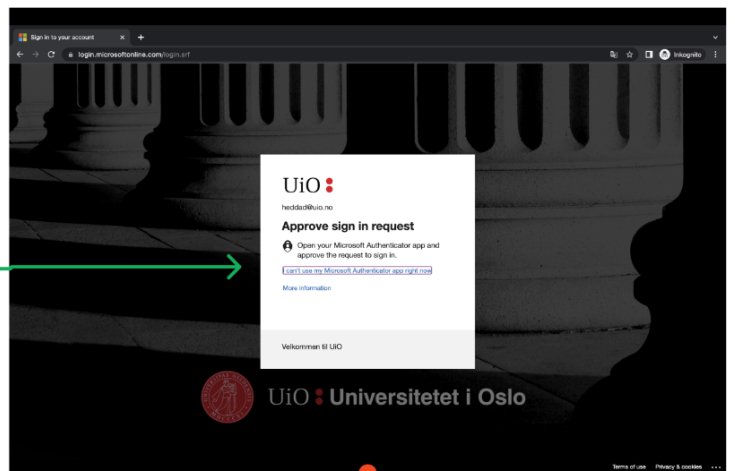 Sign in to your account
login.microsoftonline.com/login.srf
Inkognito
UiO
heddad@uio.no
Approve sign in request
Open your Microsoft Authenticator app and
approve the request to sign in.
I can't use my Microsoft Authenticator app right now
More information
Velkommen til UiO
UiO Universitetet i Oslo
Terms of use Privacy & cookies ...